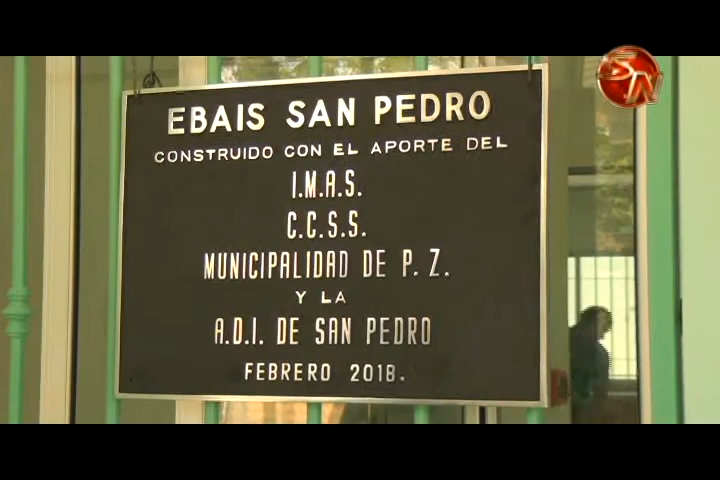 EBAIS SAN PEDRO
CONSTRUIDO CON EL APORTE DEL
I.M.A.S.
C.C.S.S.
MUNICIPALIDAD DE P. Z.
Y LA
A.D.I. DE SAN PEDRO
FEBRERO 2018.